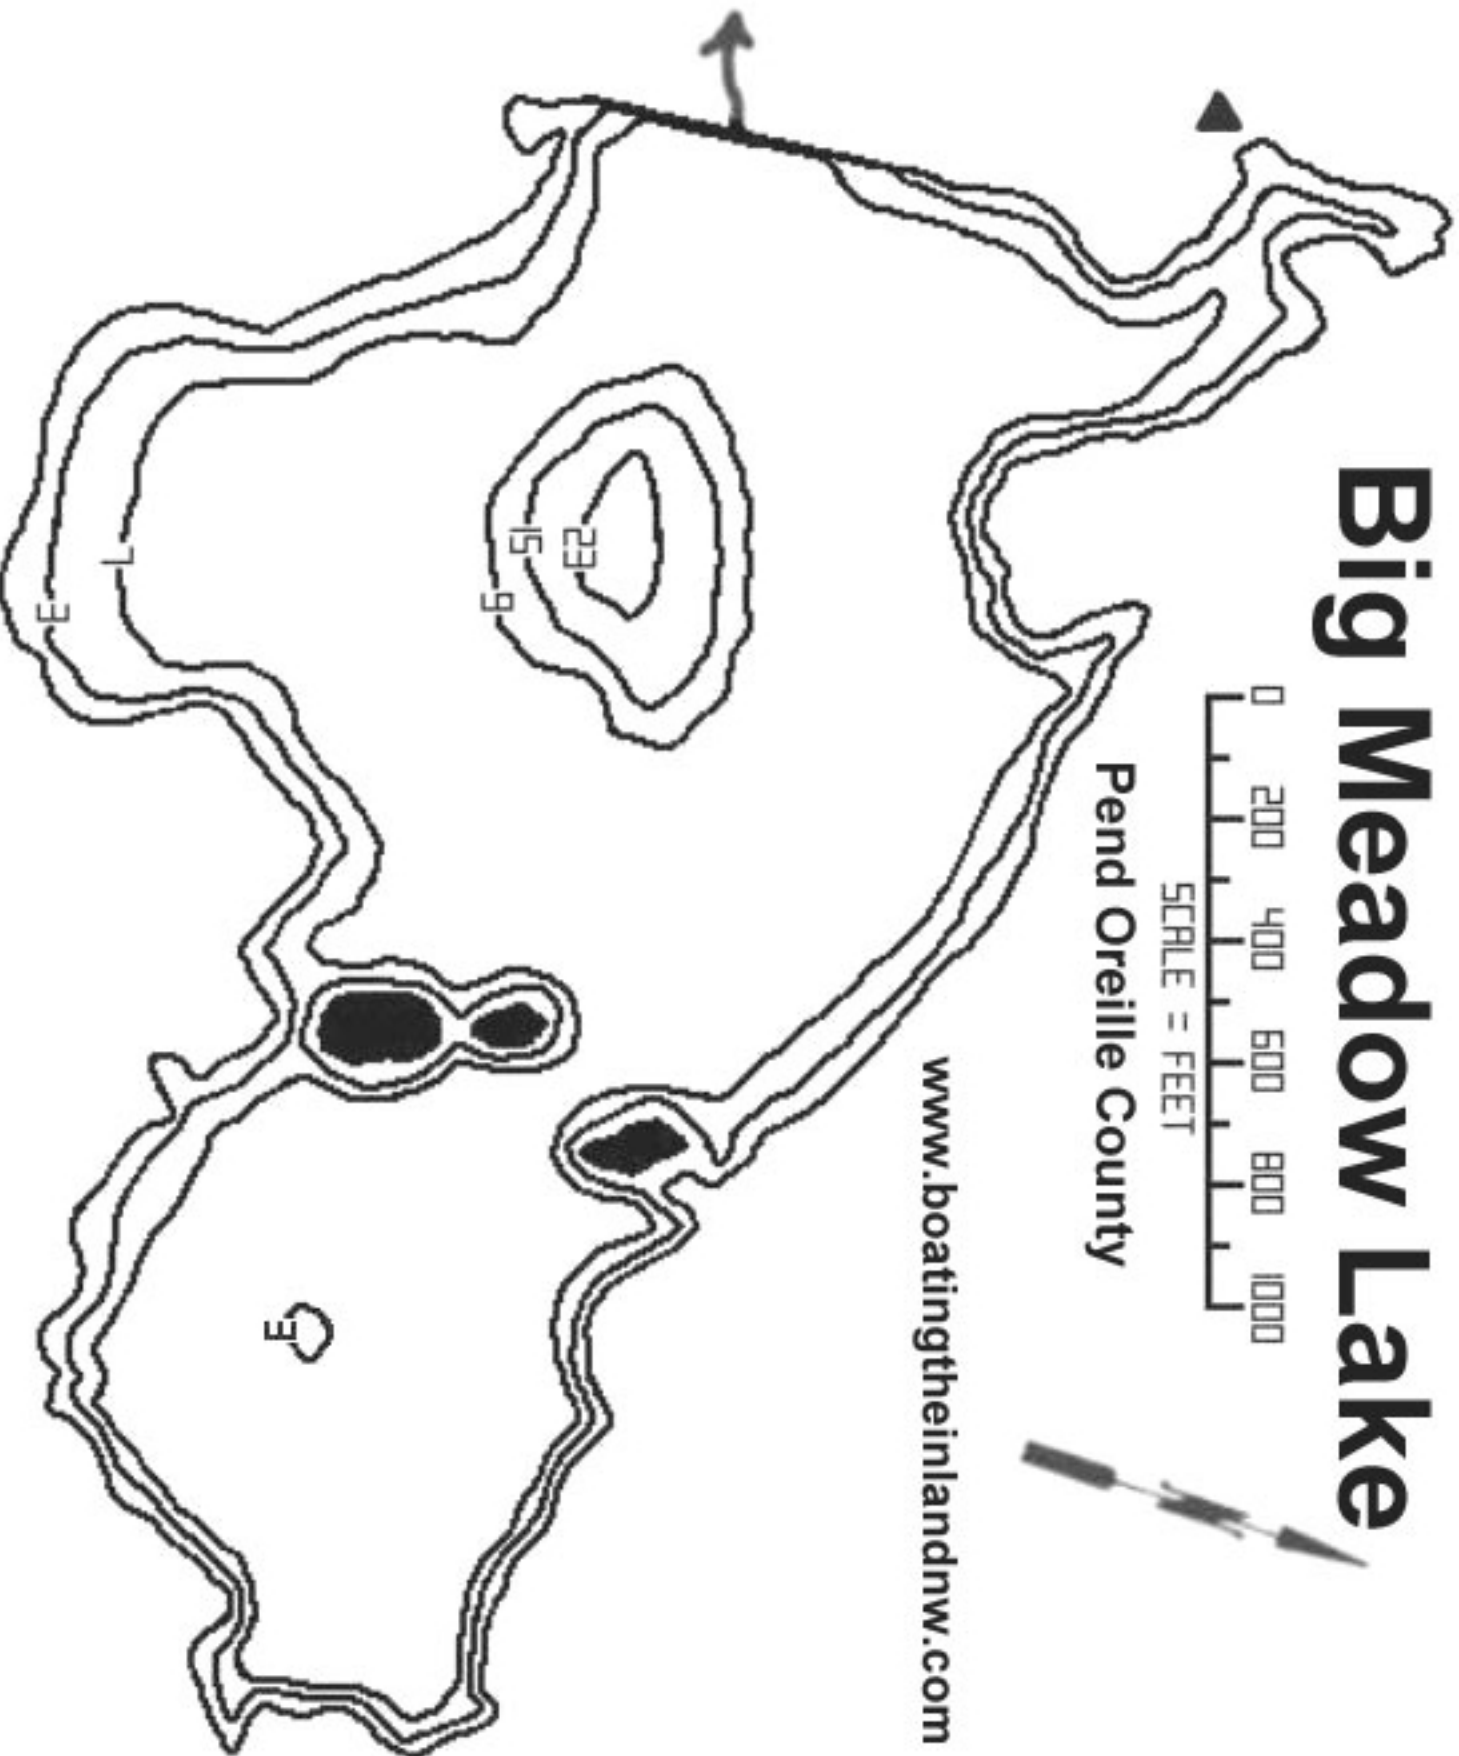 Big Meadow Lake
0 200 400 600 800 1000
SCALE = FEET
Pend Oreille County
www.boatingtheinlandnw.com
23
15
9
3
7
3